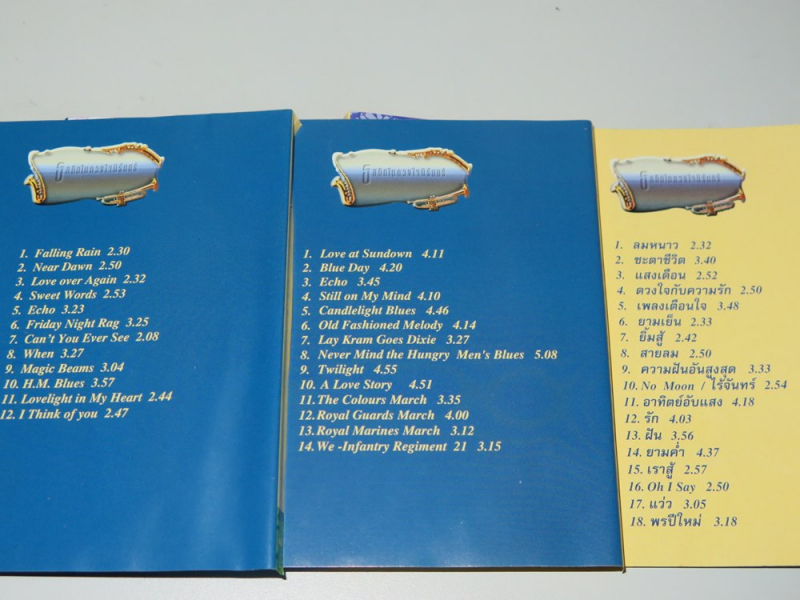 1. Falling Rain 2.30
2. Near Dawn 2.50
3. Love over Again 2.32
4. Sweet Words 2.53
5. Echo 3.23
6. Friday Night Rag 3.25
7. Can't You Ever See 2.08
8. When 3.27
9. Magic Beams 3.04
10. H.M. Blues 3.57
11. Lovelight in My Heart 2.44
12. I Think of you 2.47
1. Love at Sundown 4.11
2. Blue Day 4.20
3. Echo 3.45
4. Still on My Mind 4.10
5. Candlelight Blues 4.46
6. Old Fashioned Melody 4.14
7. Lay Kram Goes Dixie 3.27
8. Never Mind the Hungry Men's Blues 5.08
9. Twilight 4.55
10. A Love Story 4.51
11. The Colours March 3.35
12. Royal Guards March 4.00
13. Royal Marines March 3.12
14. We -Infantry Regiment 21 3.15
1. ลมหนาว 2.32
2. ชะตาชีวิต 3.40
3. แสงเดือน 2.52
4. ดวงใจกับความรัก 2.50
5. เพลงเตือนใจ 3.48
6. ยามเย็น 2.33
7. ยิ้มสู้ 2.42
8. สายลม 2.50
9. ความฝันอันสูงสุด 3.33
10. No Moon / ไร้จันทร์ 2.54
11. อาทิตย์อับแสง 4.18
12. รัก 4.03
13. ฝัน 3.56
14. ยามค่ำ 4.37
15. เราสู้ 2.57
16. Oh I Say 2.50
17. แว่ว 3.05
18. พรปีใหม่ 3.18